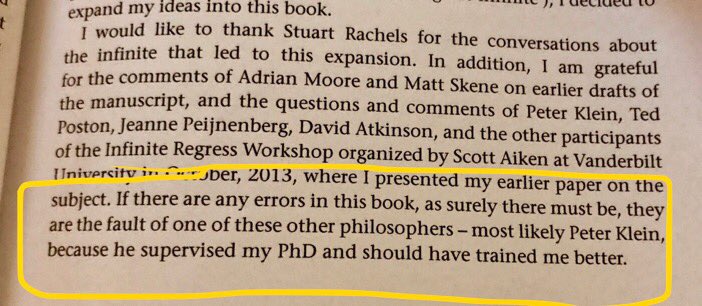 expand my ideas into this book.
I would like to thank Stuart Rachels for the conversations about
the infinite that led to this expansion. In addition, I am grateful
for the comments of Adrian Moore and Matt Skene on earlier drafts of
the manuscript, and the questions and comments of Peter Klein, Ted
Poston, Jeanne Peijnenberg, David Atkinson, and the other participants
of the Infinite Regress Workshop organized by Scott Aiken at Vanderbilt
University in October, 2013, where I presented my earlier paper on the
subject. If there are any errors in this book, as surely there must be, they
are the fault of one of these other philosophers – most likely Peter Klein,
because he supervised my PhD and should have trained me better.